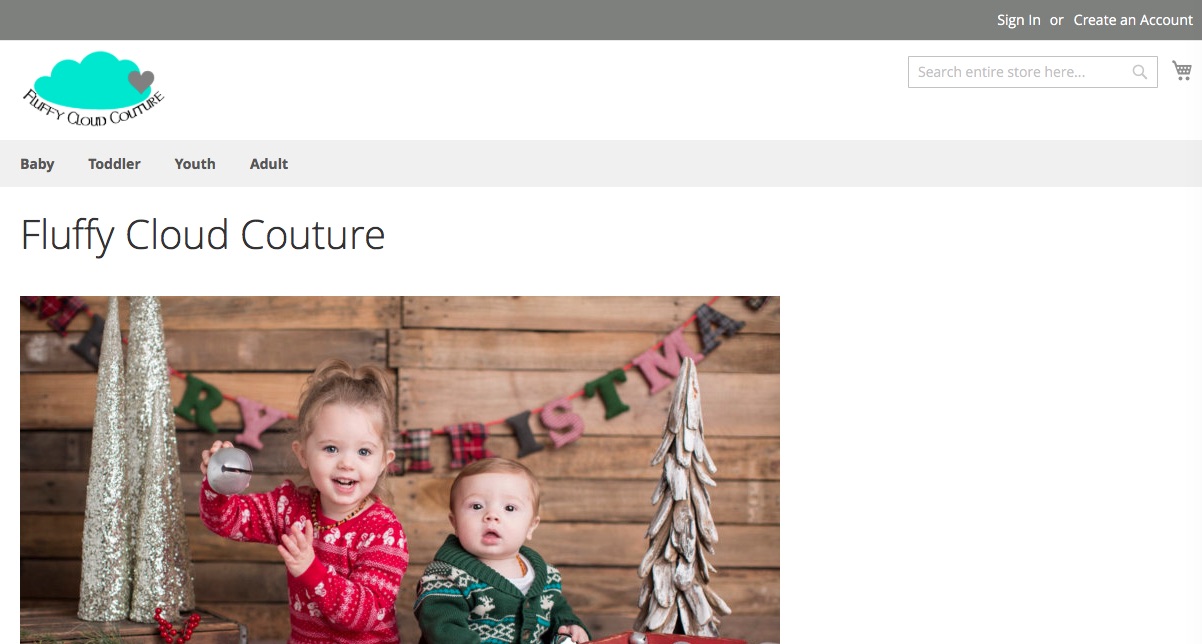 Sign In or Create an Account
FLUFFY CLOUD COUTURE
Search entire store here...
Baby Toddler Youth Adult
Fluffy Cloud Couture
RY
RISTMA